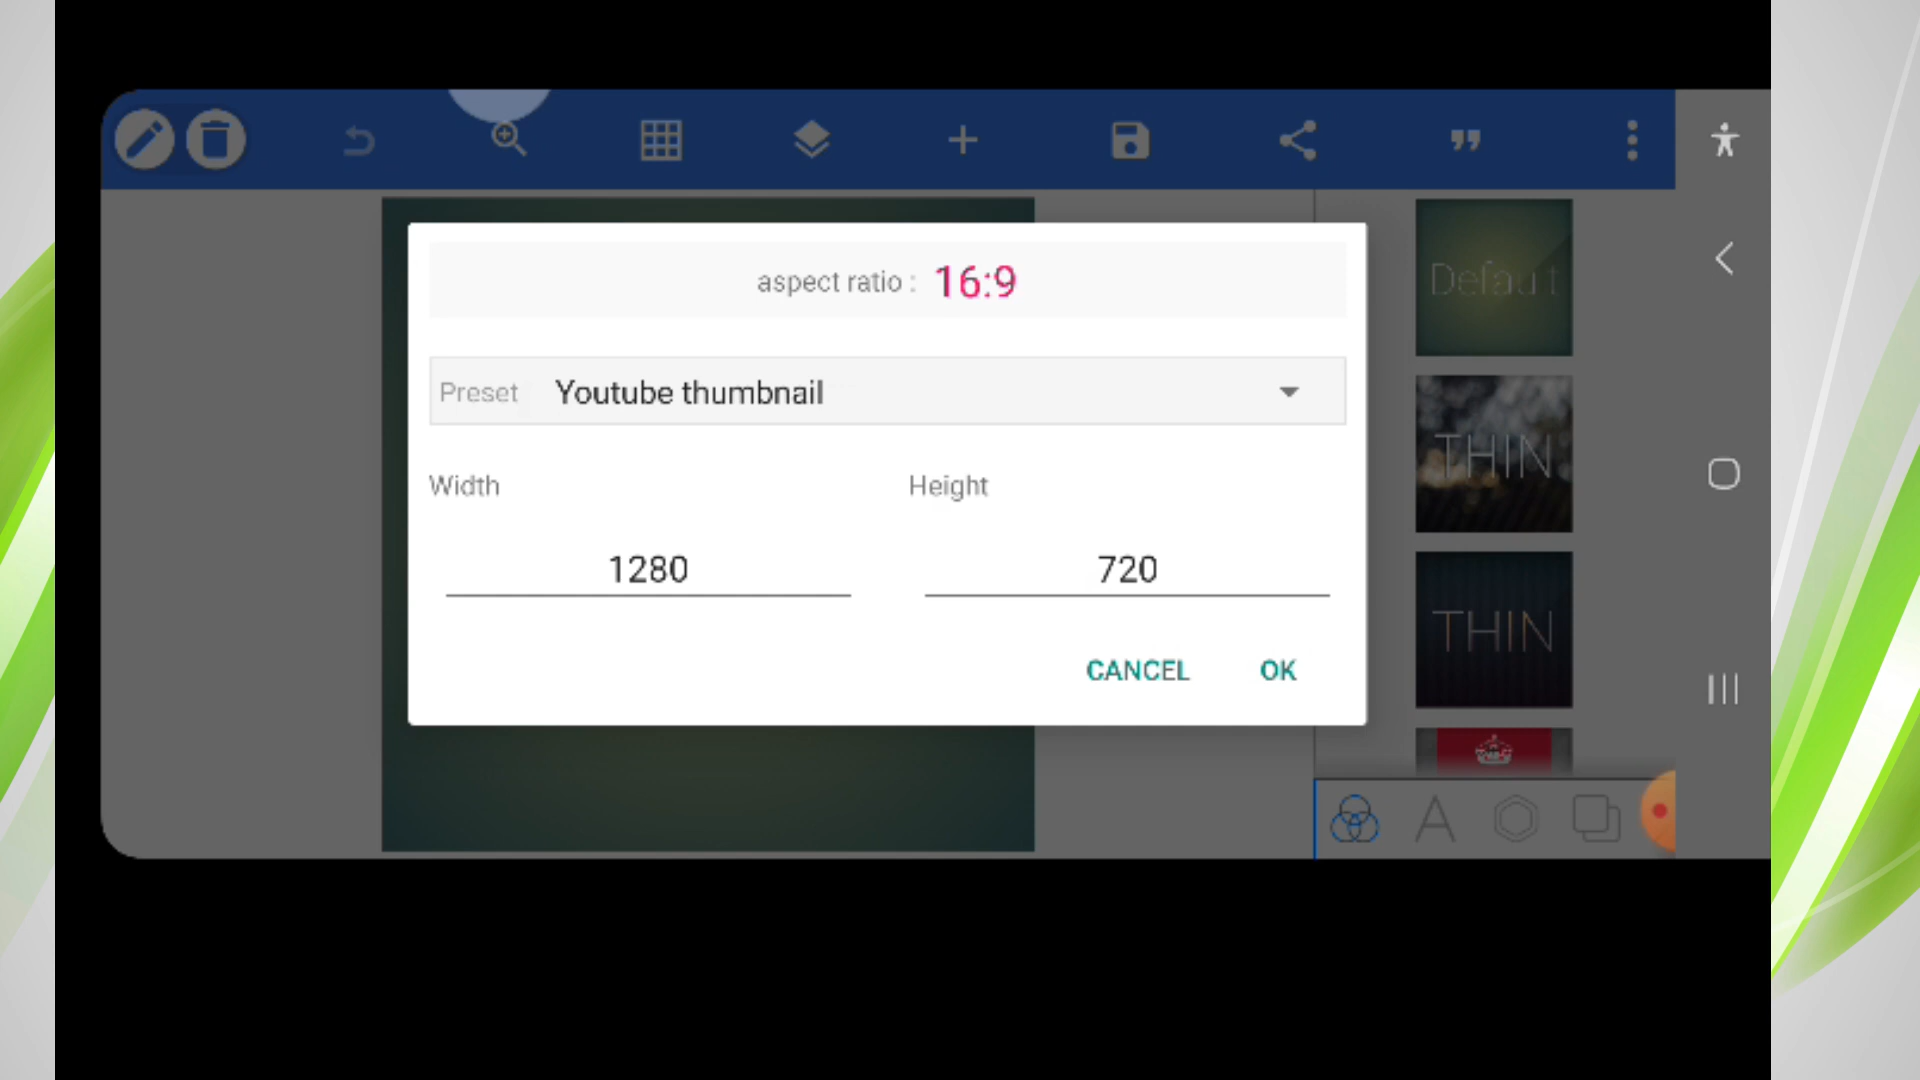 aspect ratio : 16:9
Preset Youtube thumbnail
Width Height
1280 720
CANCEL OK
Default
THIN
THIN